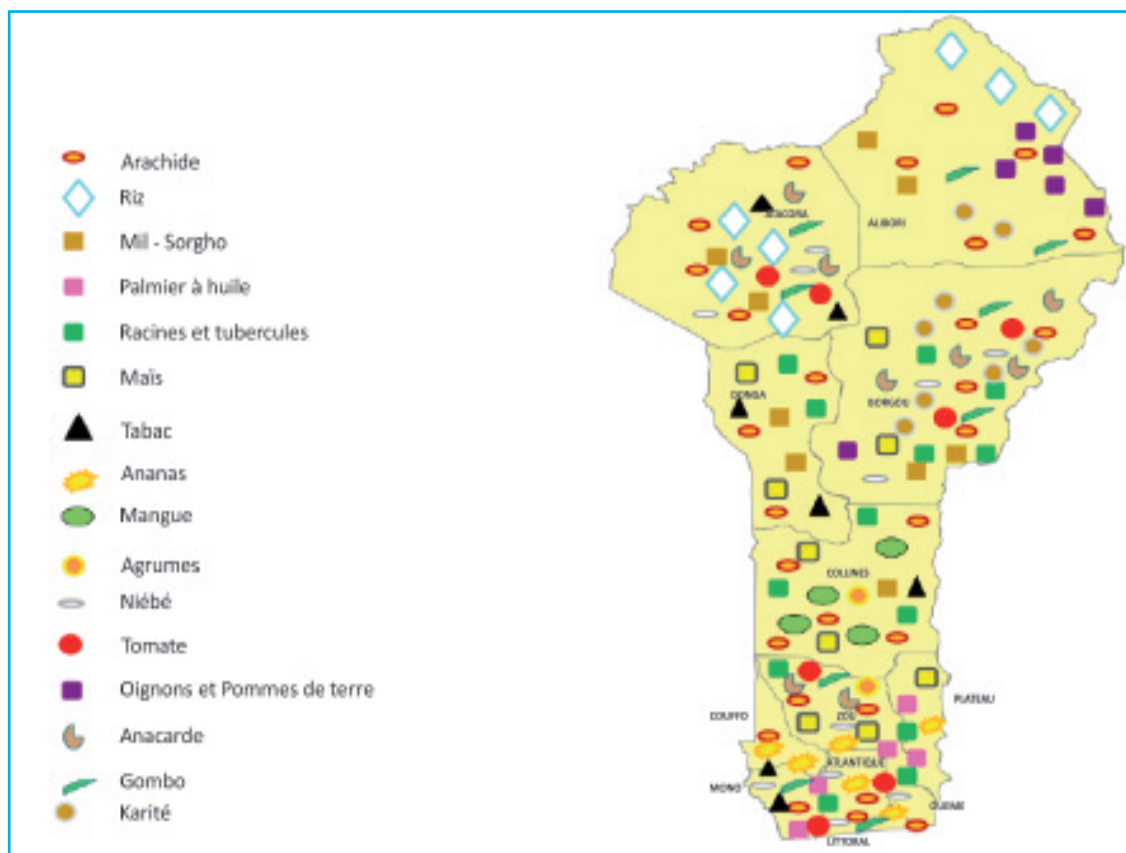 Arachide
Riz
Mil - Sorgho
Palmier à huile
Racines et tubercules
Maïs
Tabac
Ananas
Mangue
Agrumes
Niébé
Tomate
Oignons et Pommes de terre
Anacarde
Gombo
Karité
ATACORA
ALIBORI
DONGA
BORGOU
COLLINES
PLATEAU
COUFFO
ZOU
ATLANTIQUE
MONO
OUEME
LITTORAL